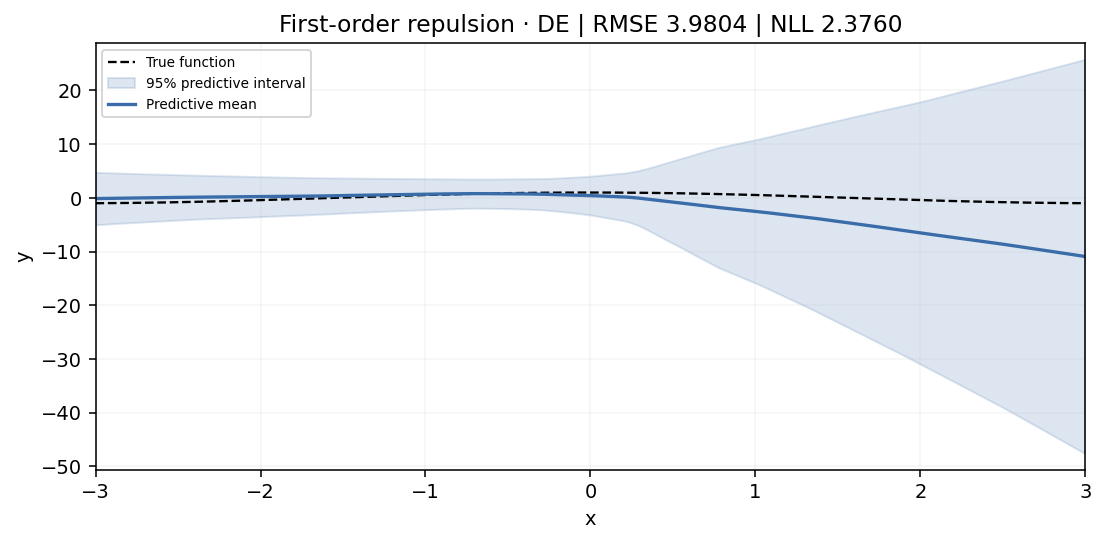 First-order repulsion · DE | RMSE 3.9804 | NLL 2.3760
True function
95% predictive interval
Predictive mean
y
20
10
0
−10
−20
−30
−40
−50
−3 −2 −1 0 1 2 3
x